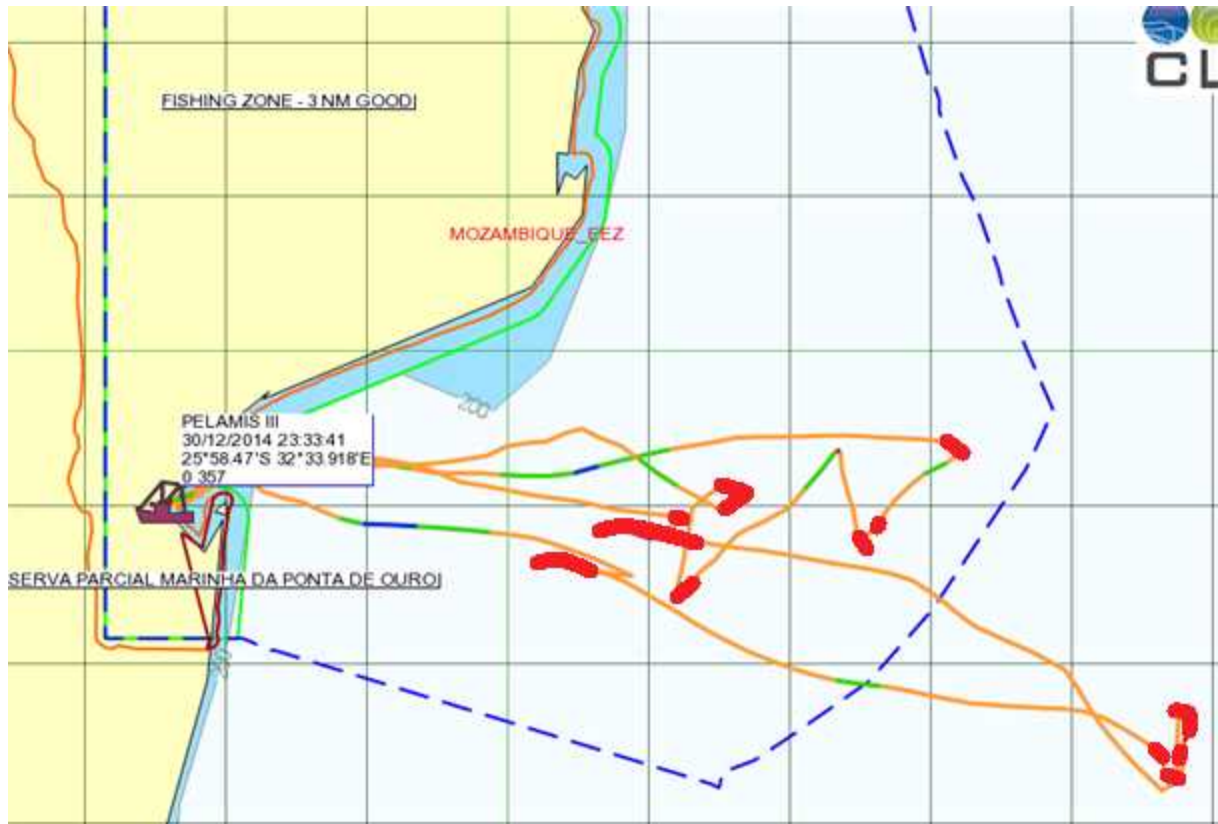 CL
FISHING ZONE - 3 NM GOOD|
MOZAMBIQUE_EEZ
200
PELAMIS III
30/12/2014 23:33:41
25°58.47'S 32°33.918'E
0.357
SERVA PARCIAL MARINHA DA PONTA DE OURO|